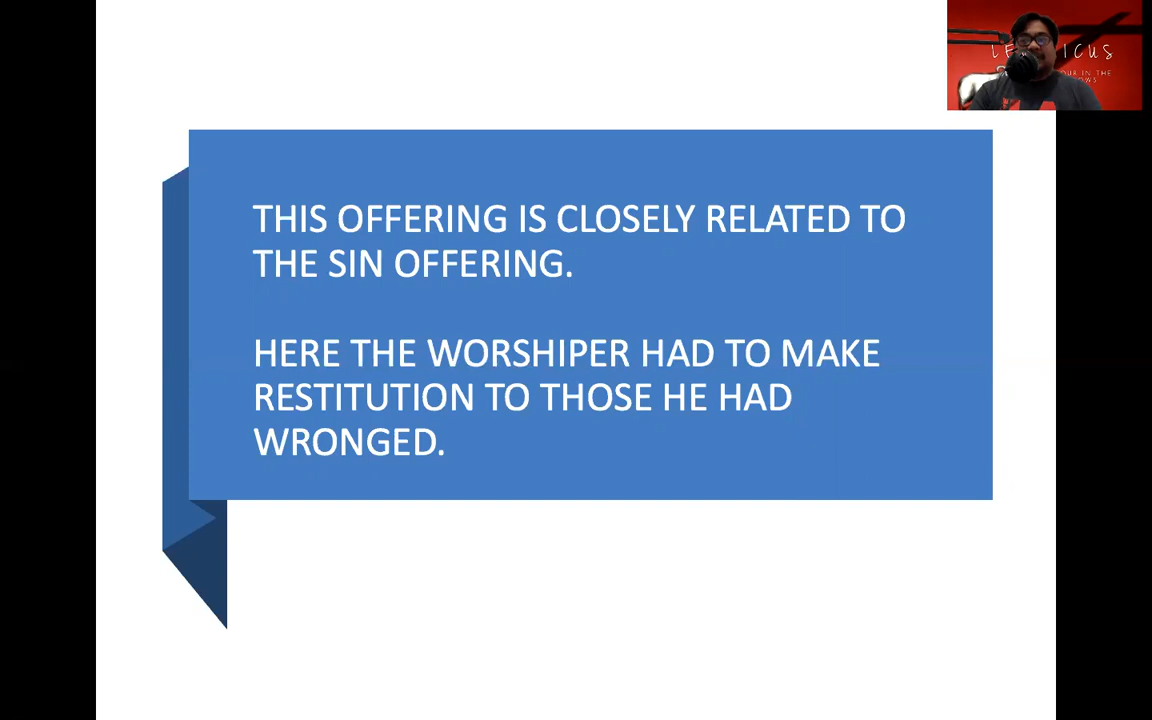 THIS OFFERING IS CLOSELY RELATED TO
THE SIN OFFERING.
HERE THE WORSHIPER HAD TO MAKE
RESTITUTION TO THOSE HE HAD
WRONGED.